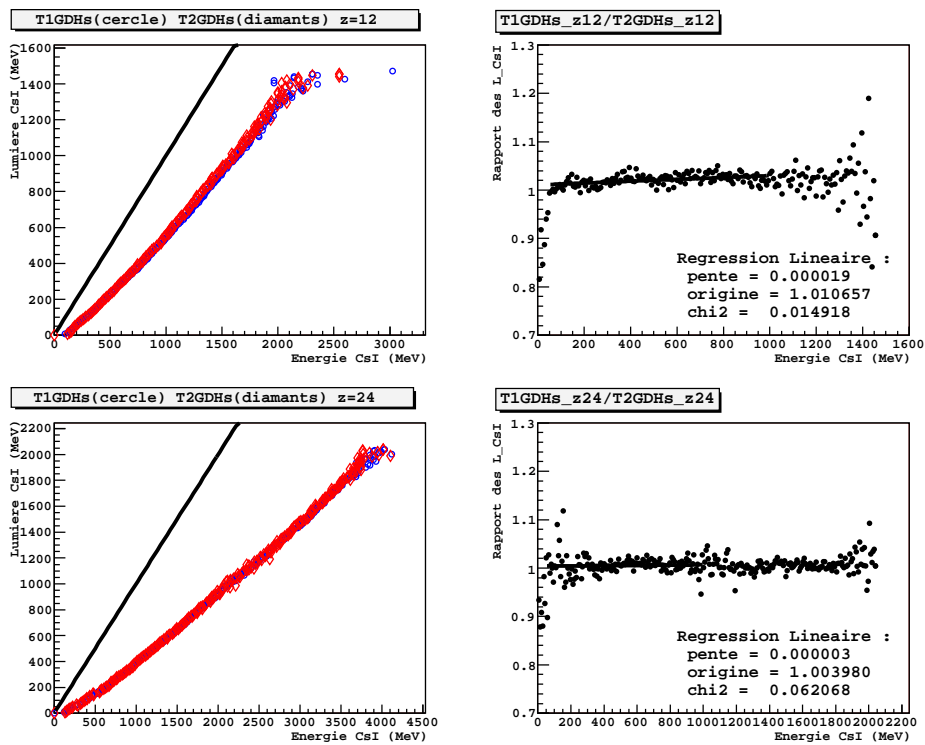 T1GDHs(cercle) T2GDHs(diamants) z=12
Lumiere CsI (MeV)
1600
1400
1200
1000
800
600
400
200
0
0 500 1000 1500 2000 2500 3000
Energie CsI (MeV)
T1GDHs_z12/T2GDHs_z12
Rapport des L_CsI
1.3
1.2
1.1
1
0.9
0.8
0.7
Regression Lineaire :
pente = 0.000019
origine = 1.010657
chi2 = 0.014918
0 200 400 600 800 1000 1200 1400 1600
Energie CsI (MeV)
T1GDHs(cercle) T2GDHs(diamants) z=24
Lumiere CsI (MeV)
2200
2000
1800
1600
1400
1200
1000
800
600
400
200
0
0 500 1000 1500 2000 2500 3000 3500 4000 4500
Energie CsI (MeV)
T1GDHs_z24/T2GDHs_z24
Rapport des L_CsI
1.3
1.2
1.1
1
0.9
0.8
0.7
Regression Lineaire :
pente = 0.000003
origine = 1.003980
chi2 = 0.062068
0 200 400 600 800 1000 1200 1400 1600 1800 2000 2200
Energie CsI (MeV)